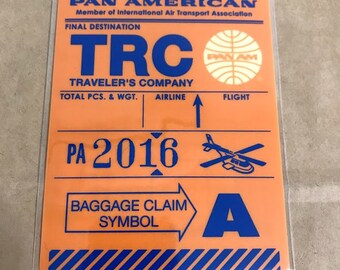 PAN AMERICAN
Member of International Air Transport Association
FINAL DESTINATION
TRC
PAN AM
TRAVELER'S COMPANY
TOTAL PCS. & WGT. AIRLINE FLIGHT
PA 2016
BAGGAGE CLAIM
SYMBOL
A